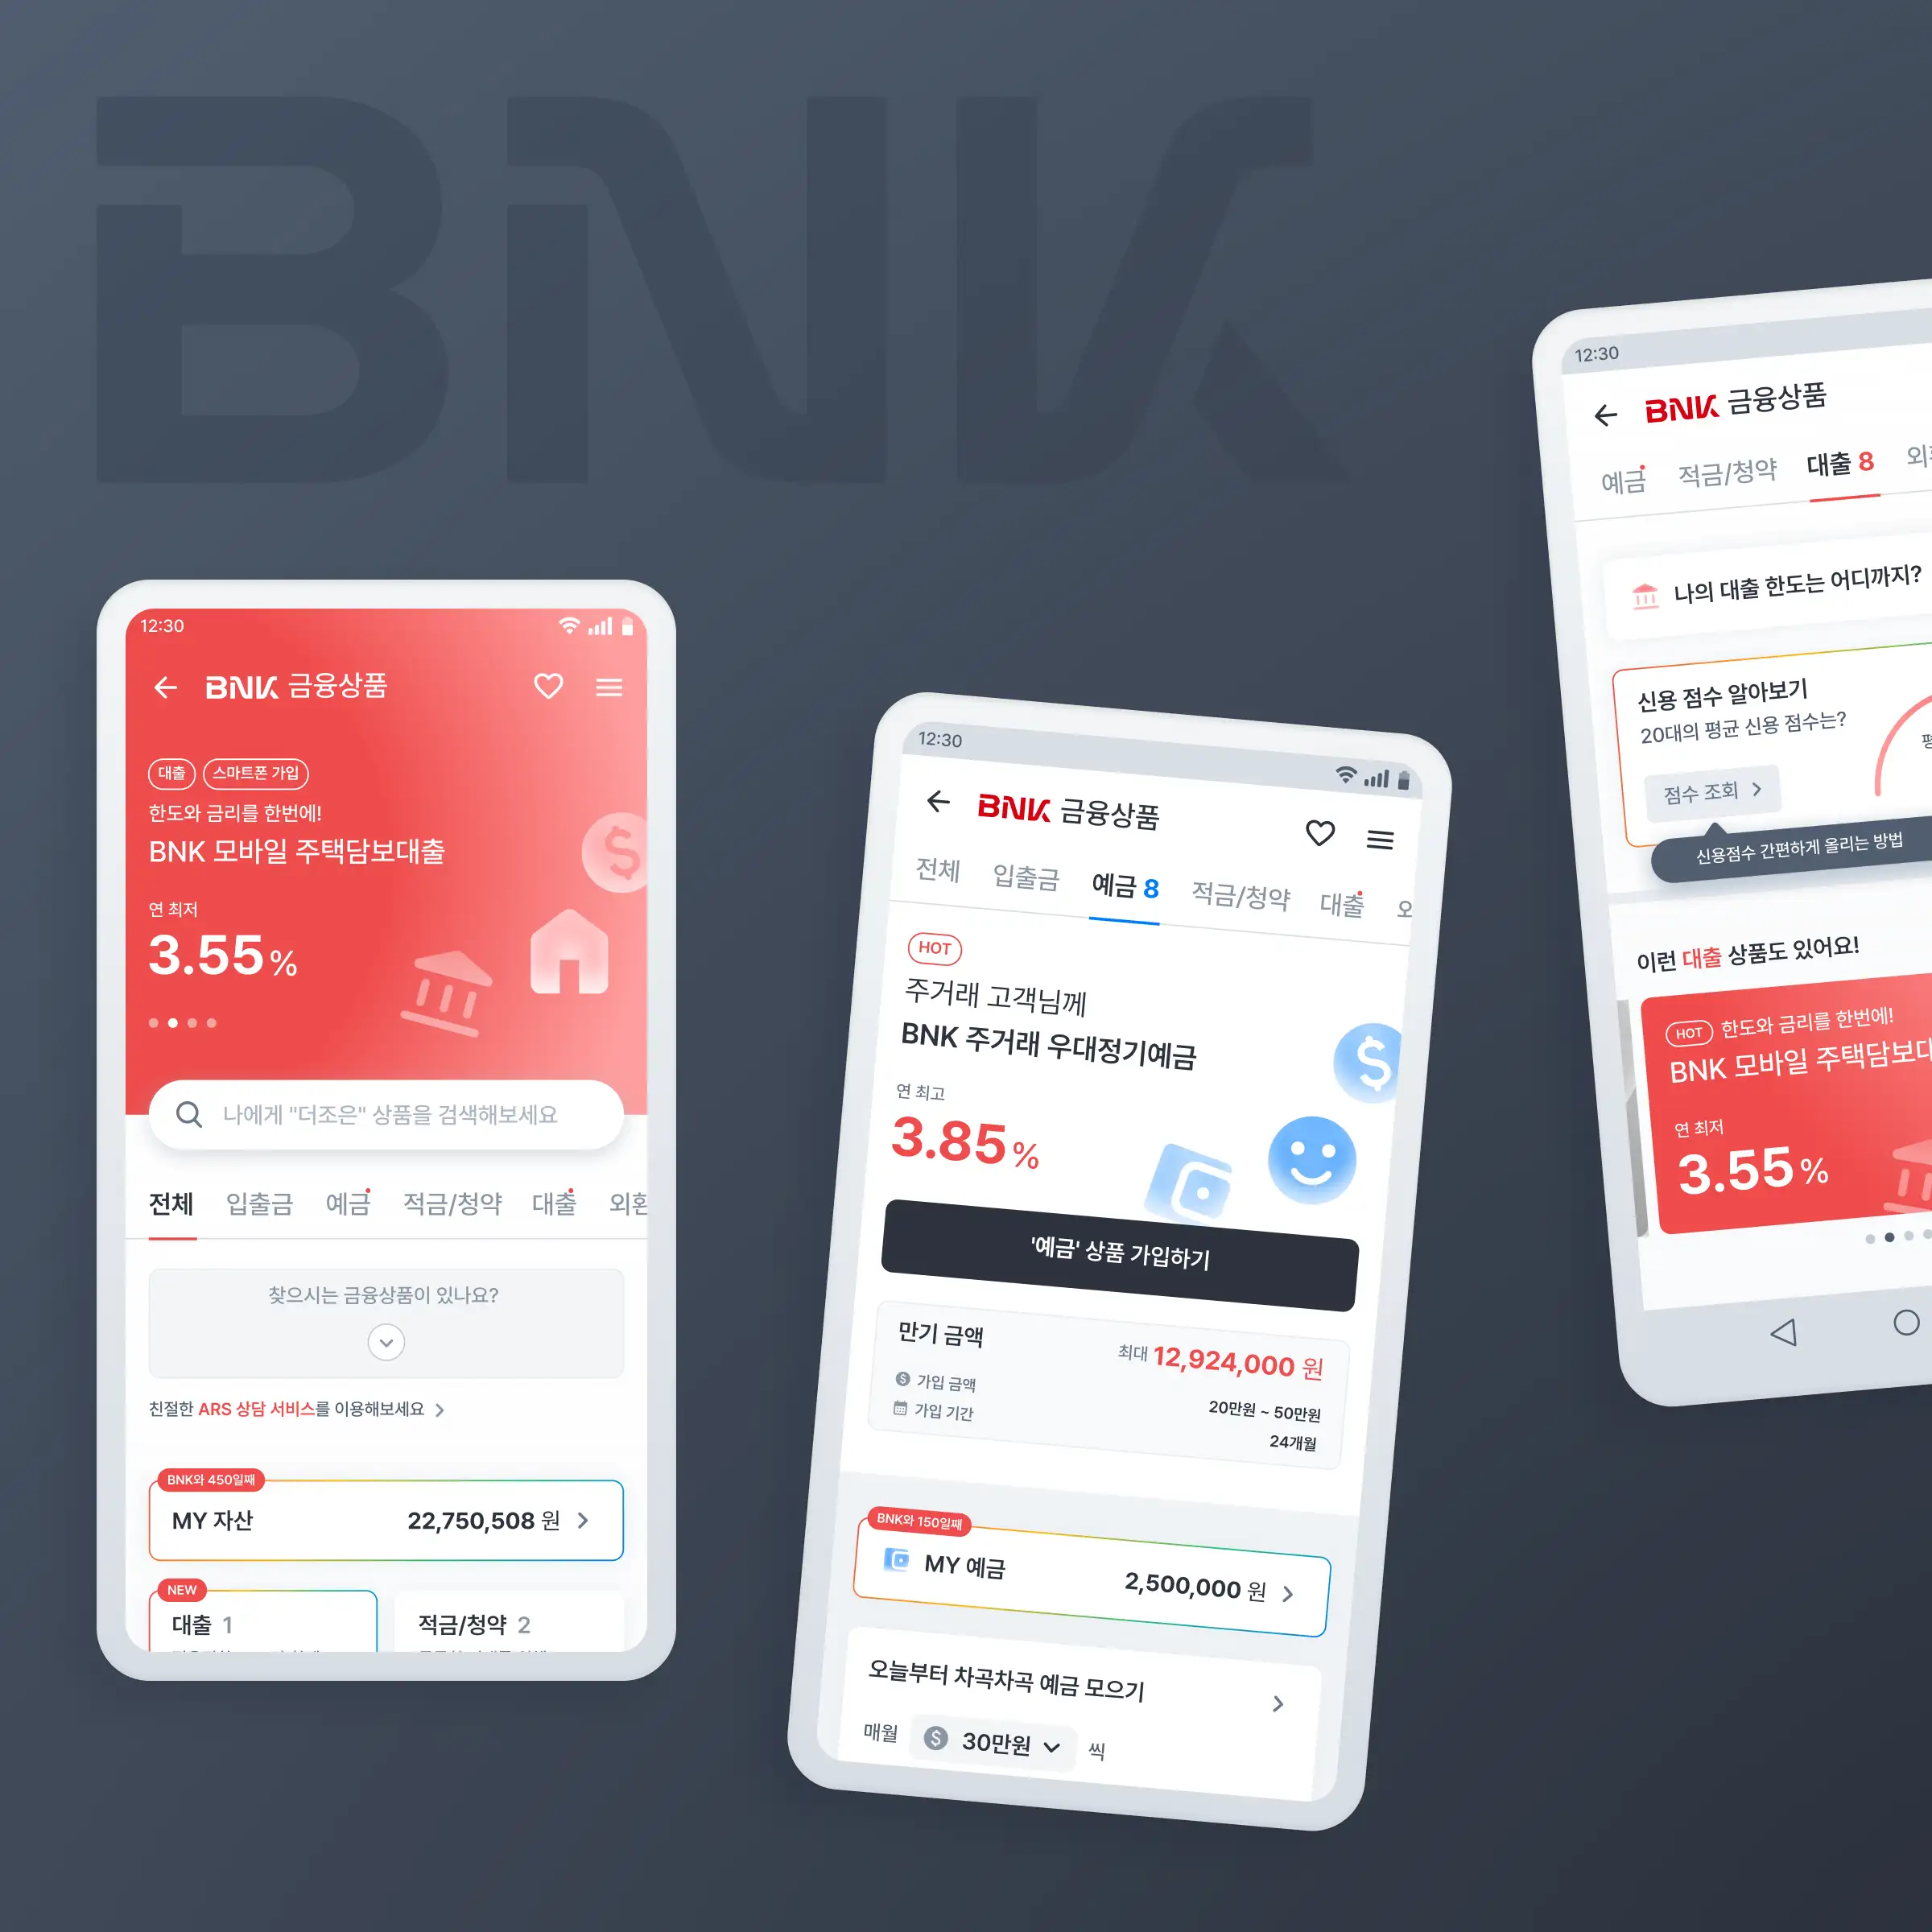 BNK
12:30
BNK 금융상품
대출 스마트폰 가입
한도와 금리를 한번에!
BNK 모바일 주택담보대출
연 최저
3.55%
나에게 "더조은" 상품을 검색해보세요
전체 입출금 예금 적금/청약 대출 외환
찾으시는 금융상품이 있나요?
친절한 ARS 상담 서비스를 이용해보세요
BNK와 450일째
MY 자산 22,750,508 원
NEW
대출 1 적금/청약 2
12:30
BNK 금융상품
전체 입출금 예금 8 적금/청약 대출
HOT
주거래 고객님께
BNK 주거래 우대정기예금
연 최고
3.85%
'예금' 상품 가입하기
만기 금액 최대 12,924,000 원
가입 금액 20만원 ~ 50만원
가입 기간 24개월
BNK와 150일째
MY 예금 2,500,000 원
오늘부터 차곡차곡 예금 모으기
매월 30만원 씩
12:30
BNK 금융상품
예금 적금/청약 대출 8
나의 대출 한도는 어디까지?
신용 점수 알아보기
20대의 평균 신용 점수는?
점수 조회
신용점수 간편하게 올리는 방법
이런 대출 상품도 있어요!
HOT 한도와 금리를 한번에!
BNK 모바일 주택담보대
연 최저
3.55%